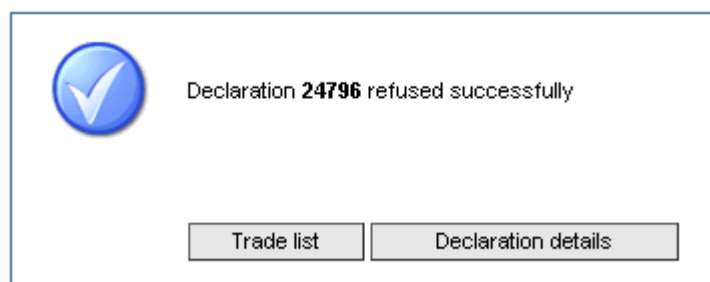 Declaration 24796 refused successfully
Trade list
Declaration details